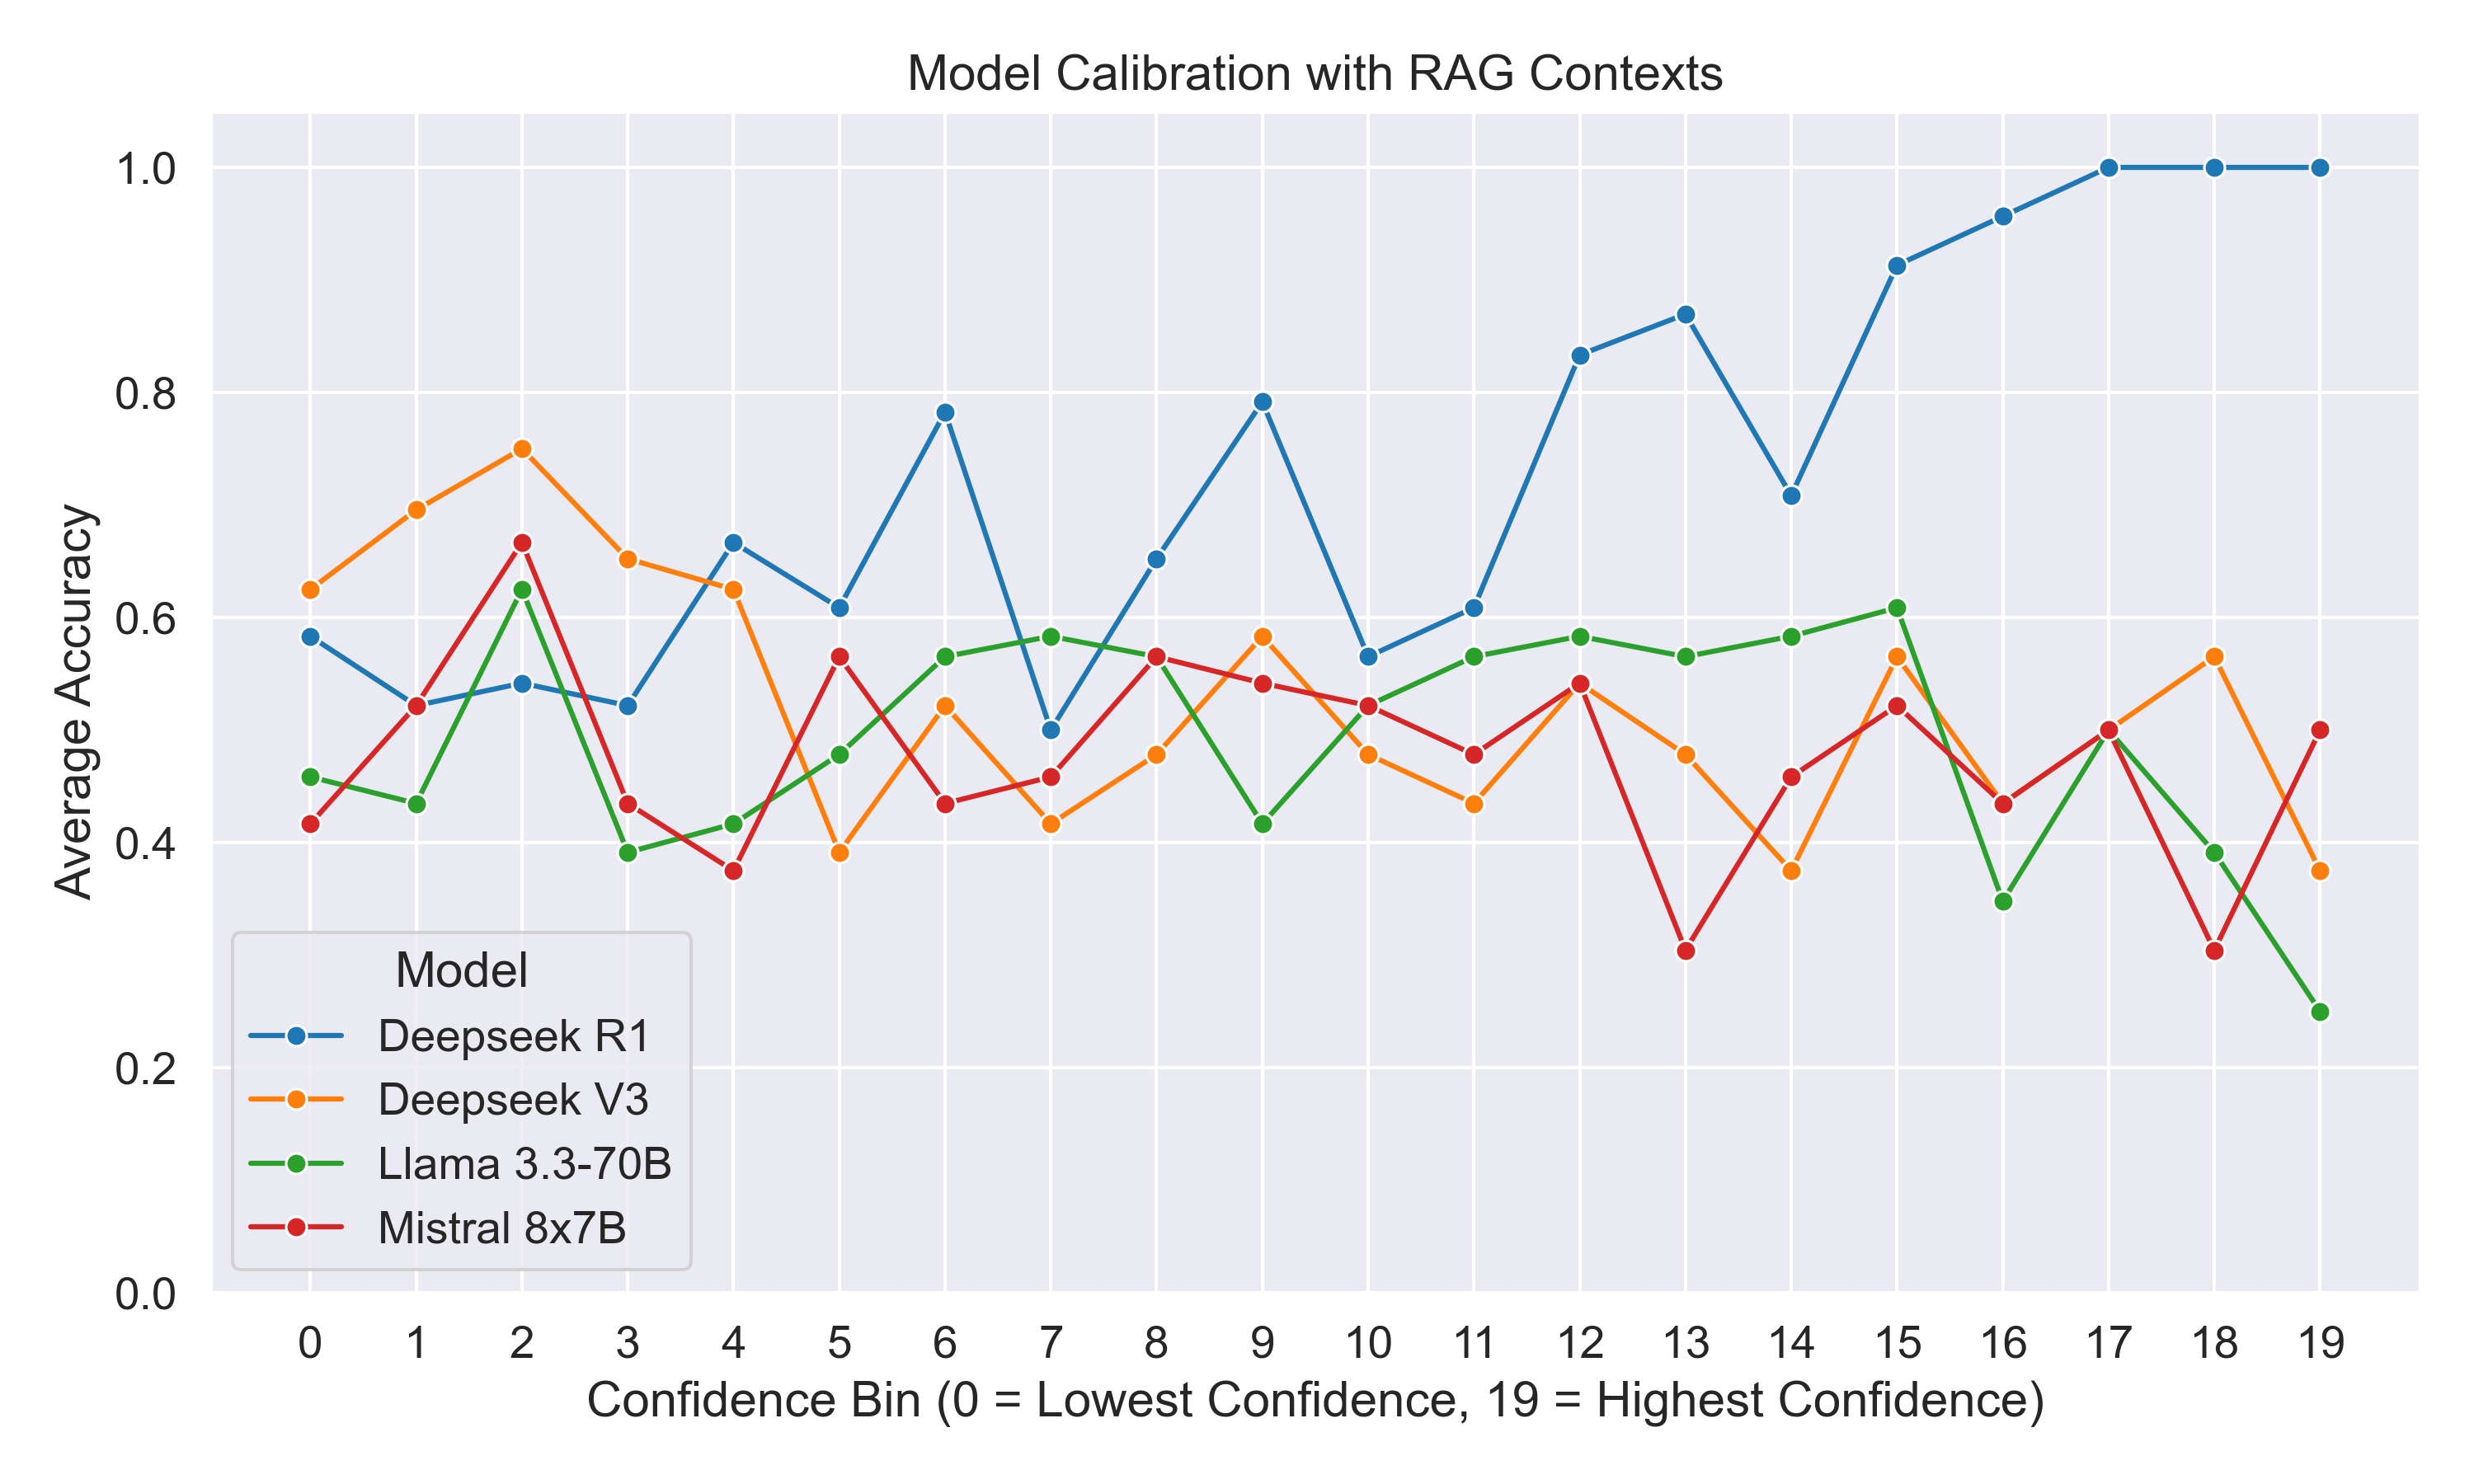 Model Calibration with RAG Contexts
Average Accuracy
1.0
0.8
0.6
0.4
0.2
0.0
Model
Deepseek R1
Deepseek V3
Llama 3.3-70B
Mistral 8x7B
0 1 2 3 4 5 6 7 8 9 10 11 12 13 14 15 16 17 18 19
Confidence Bin (0 = Lowest Confidence, 19 = Highest Confidence)